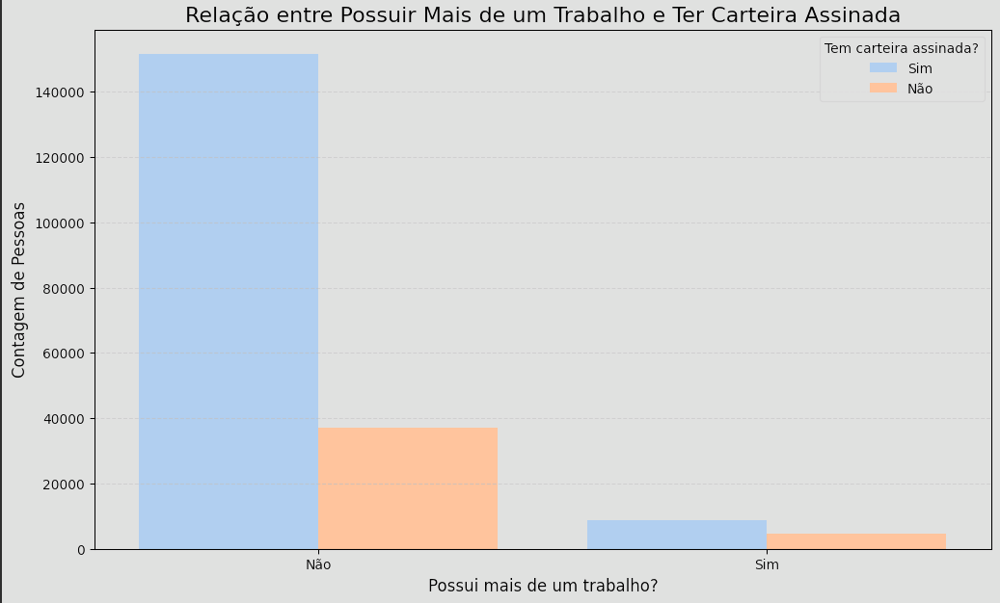 Relação entre Possuir Mais de um Trabalho e Ter Carteira Assinada
Tem carteira assinada?
Sim
Não
Contagem de Pessoas
140000
120000
100000
80000
60000
40000
20000
0
Não
Sim
Possui mais de um trabalho?